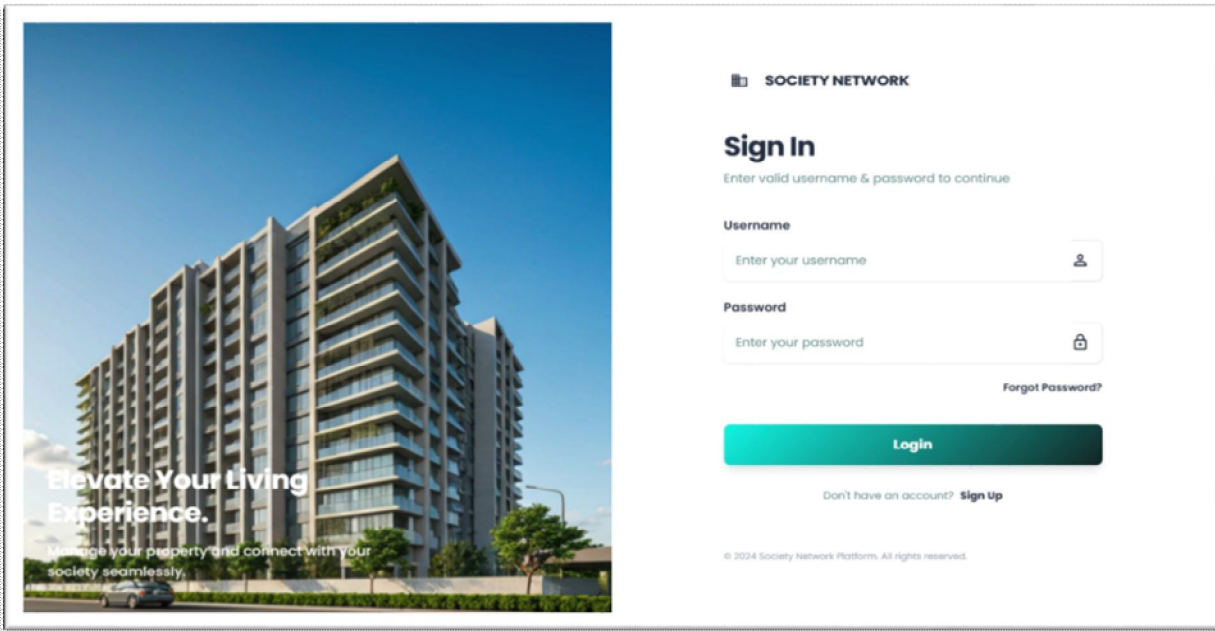 SOCIETY NETWORK
Sign In
Enter valid username & password to continue
Username
Enter your username
Password
Enter your password
Forgot Password?
Login
Don't have an account? Sign Up
© 2024 Society Network Platform. All rights reserved.
Elevate Your Living
Experience.
Manage your property and connect with your
society seamlessly.